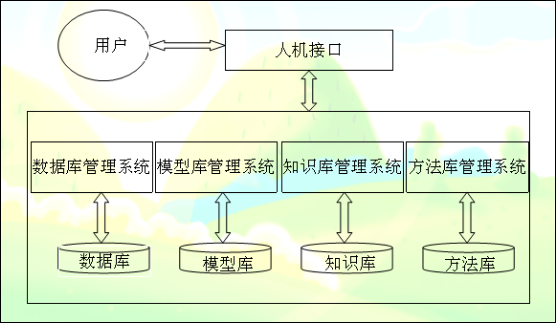 用户
人机接口
数据库管理系统
模型库管理系统
知识库管理系统
方法库管理系统
数据库
模型库
知识库
方法库